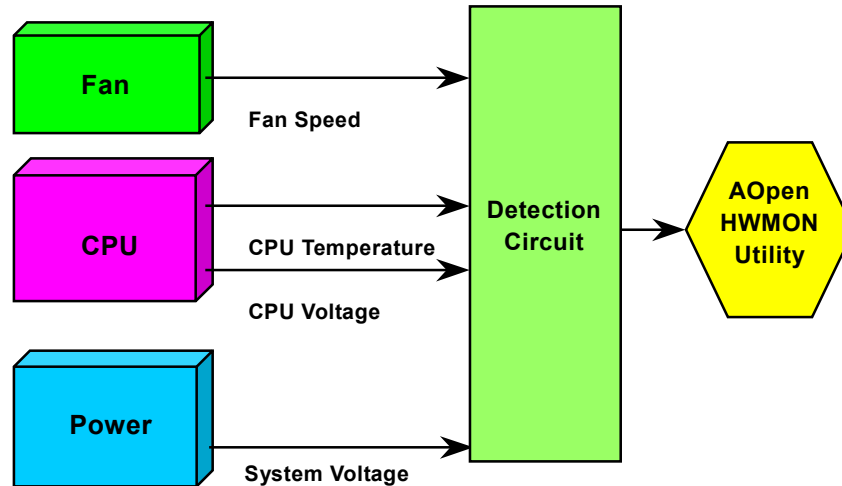 Fan
Fan Speed
CPU
CPU Temperature
CPU Voltage
Power
System Voltage
Detection
Circuit
AOpen
HWMON
Utility